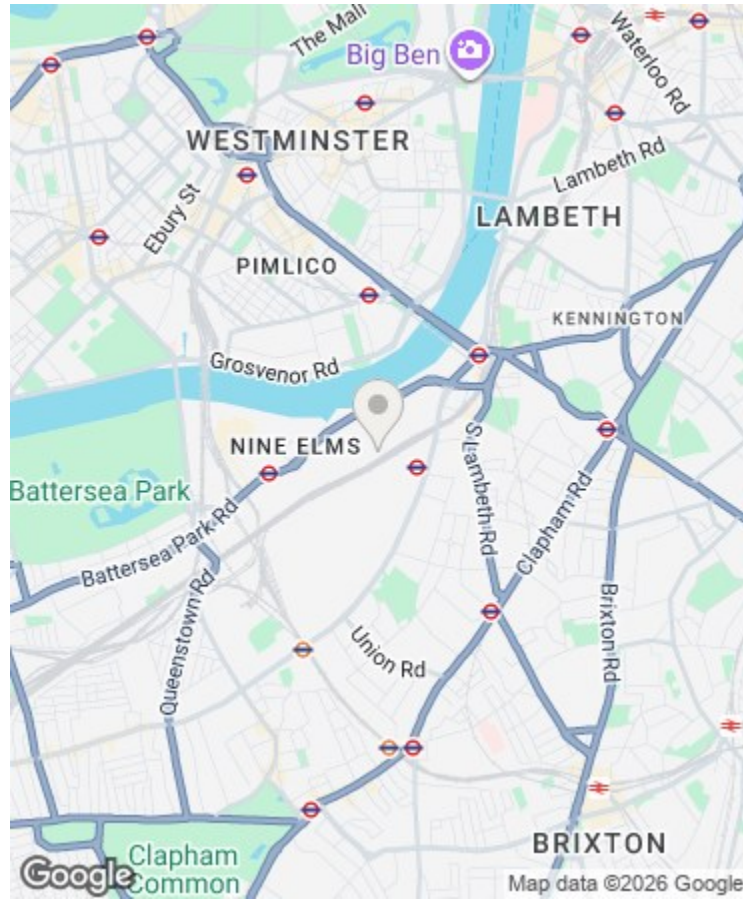 The Mall
Big Ben
Waterloo Rd
WESTMINSTER
Lambeth Rd
Ebury St
LAMBETH
PIMLICO
KENNINGTON
Grosvenor Rd
NINE ELMS
Battersea Park
S Lambeth Rd
Clapham Rd
Battersea Park Rd
Queenstown Rd
Brixton Rd
Union Rd
BRIXTON
Clapham
Common
Google
Map data ©2026 Google